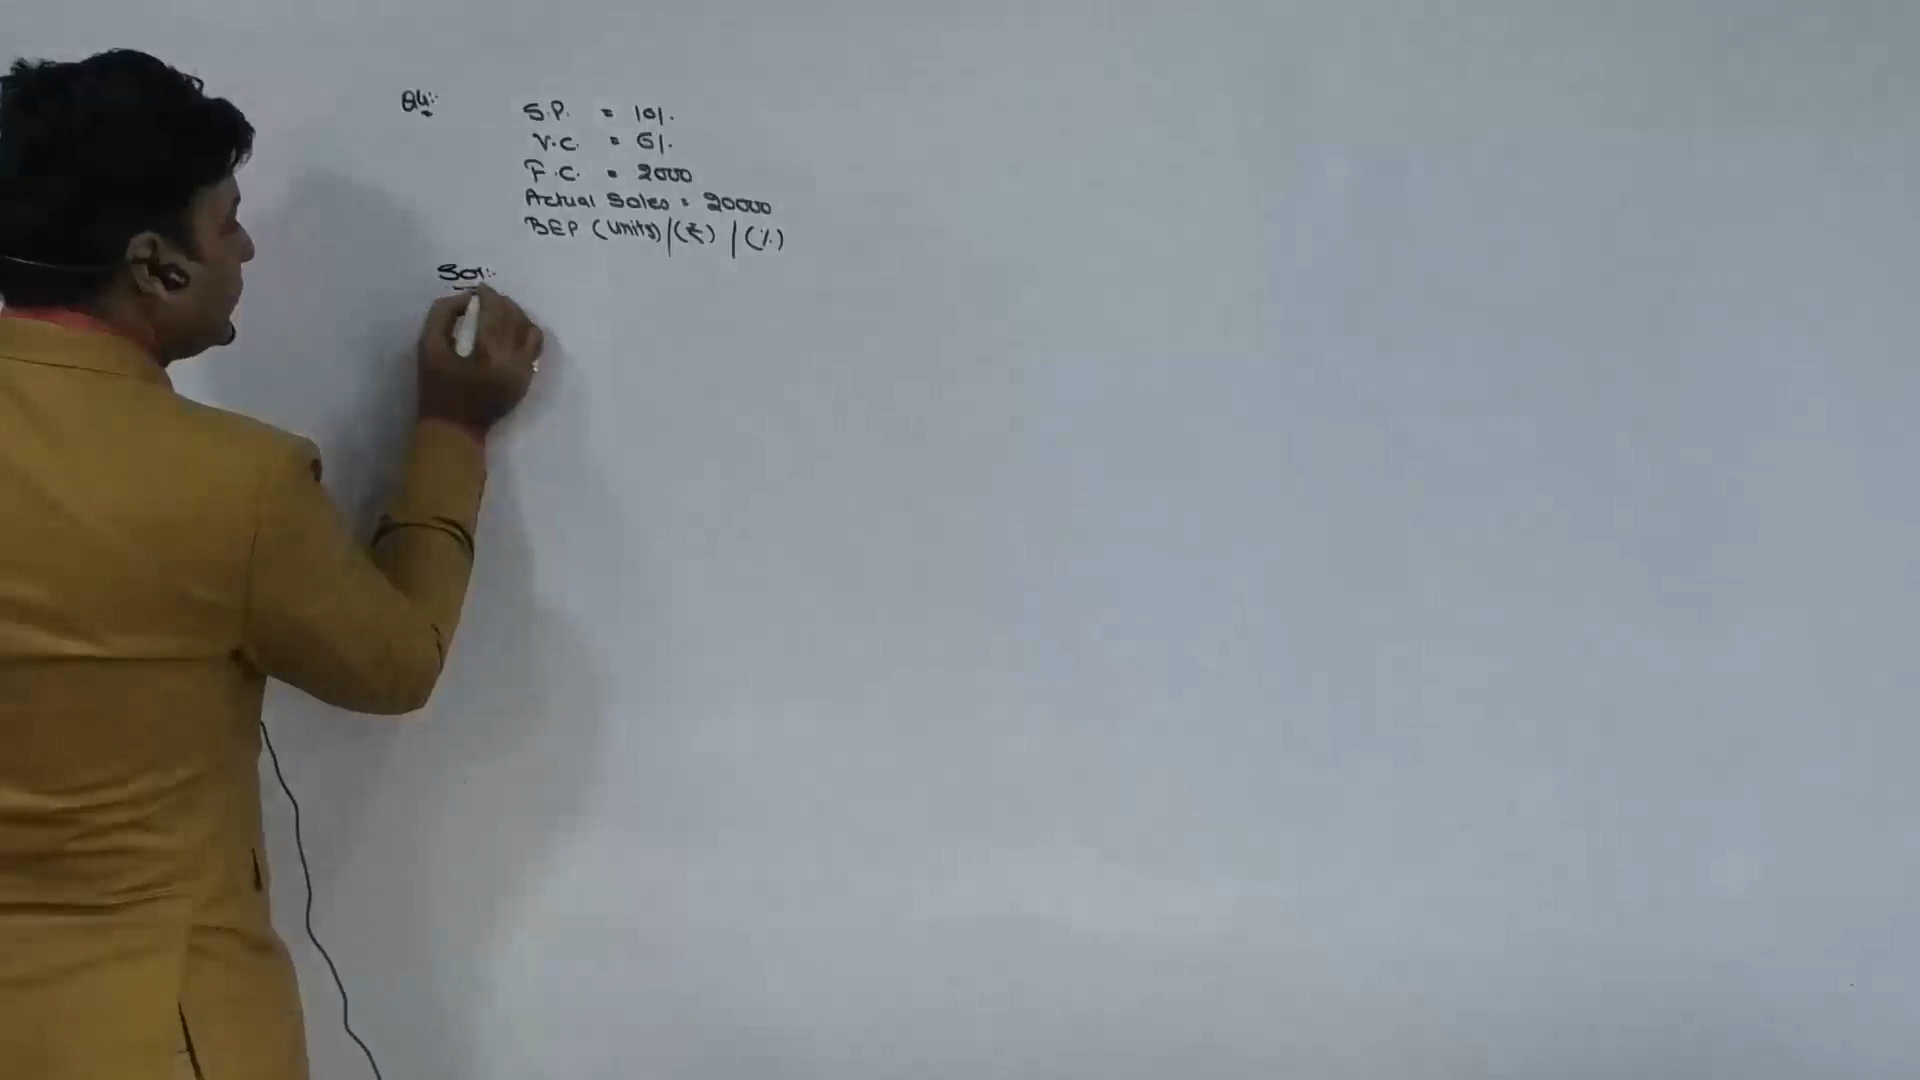 Q4:-
S.P. = 10/.
V.C. = 6/.
F.C. = 2000
Actual Sales = 20000
BEP (Units)/(₹) / (%)
Sol:-